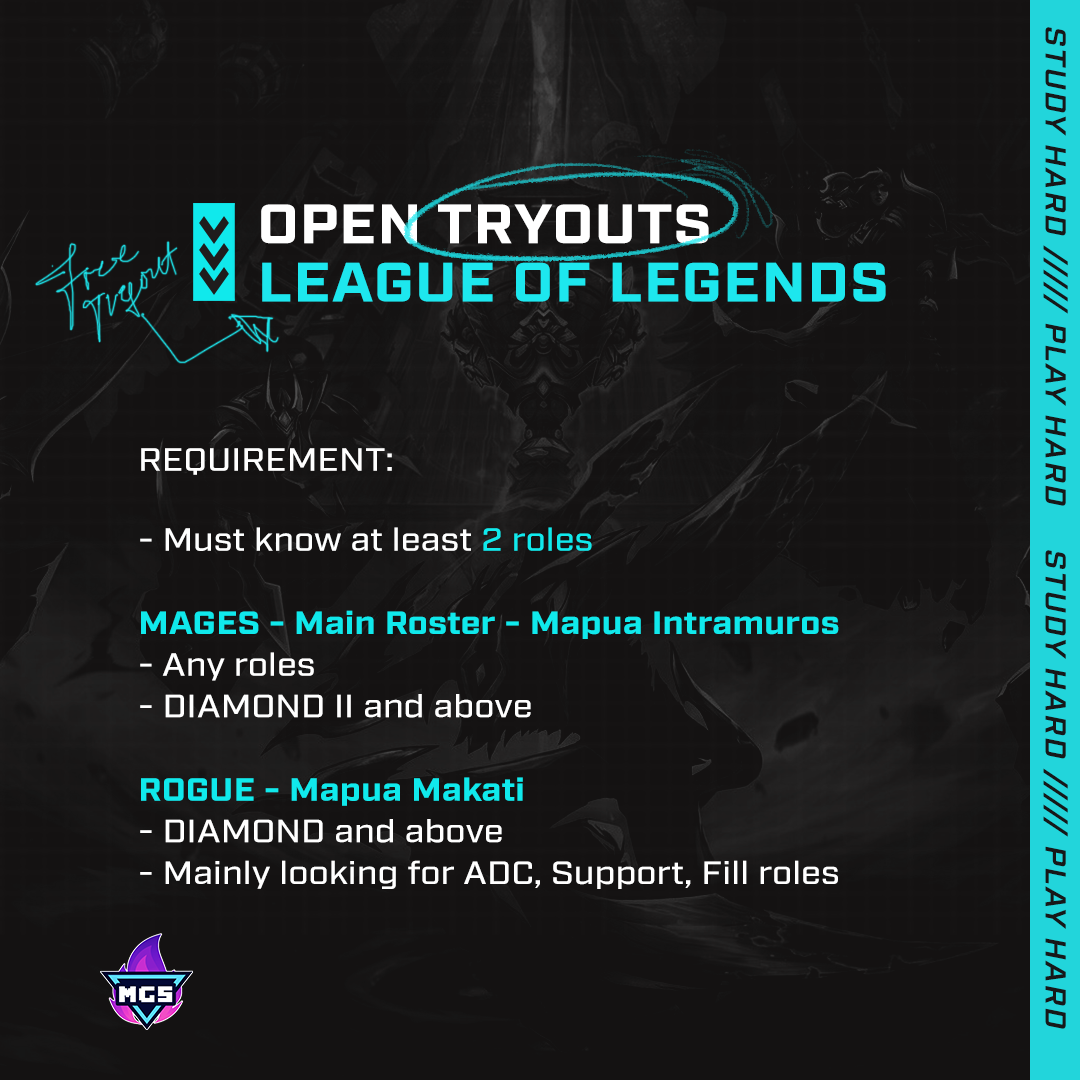 OPEN TRYOUTS
LEAGUE OF LEGENDS
Free
Tryout
REQUIREMENT:
- Must know at least 2 roles
MAGES - Main Roster - Mapua Intramuros
- Any roles
- DIAMOND II and above
ROGUE - Mapua Makati
- DIAMOND and above
- Mainly looking for ADC, Support, Fill roles
MGS
STUDY HARD ///// PLAY HARD
STUDY HARD ///// PLAY HARD